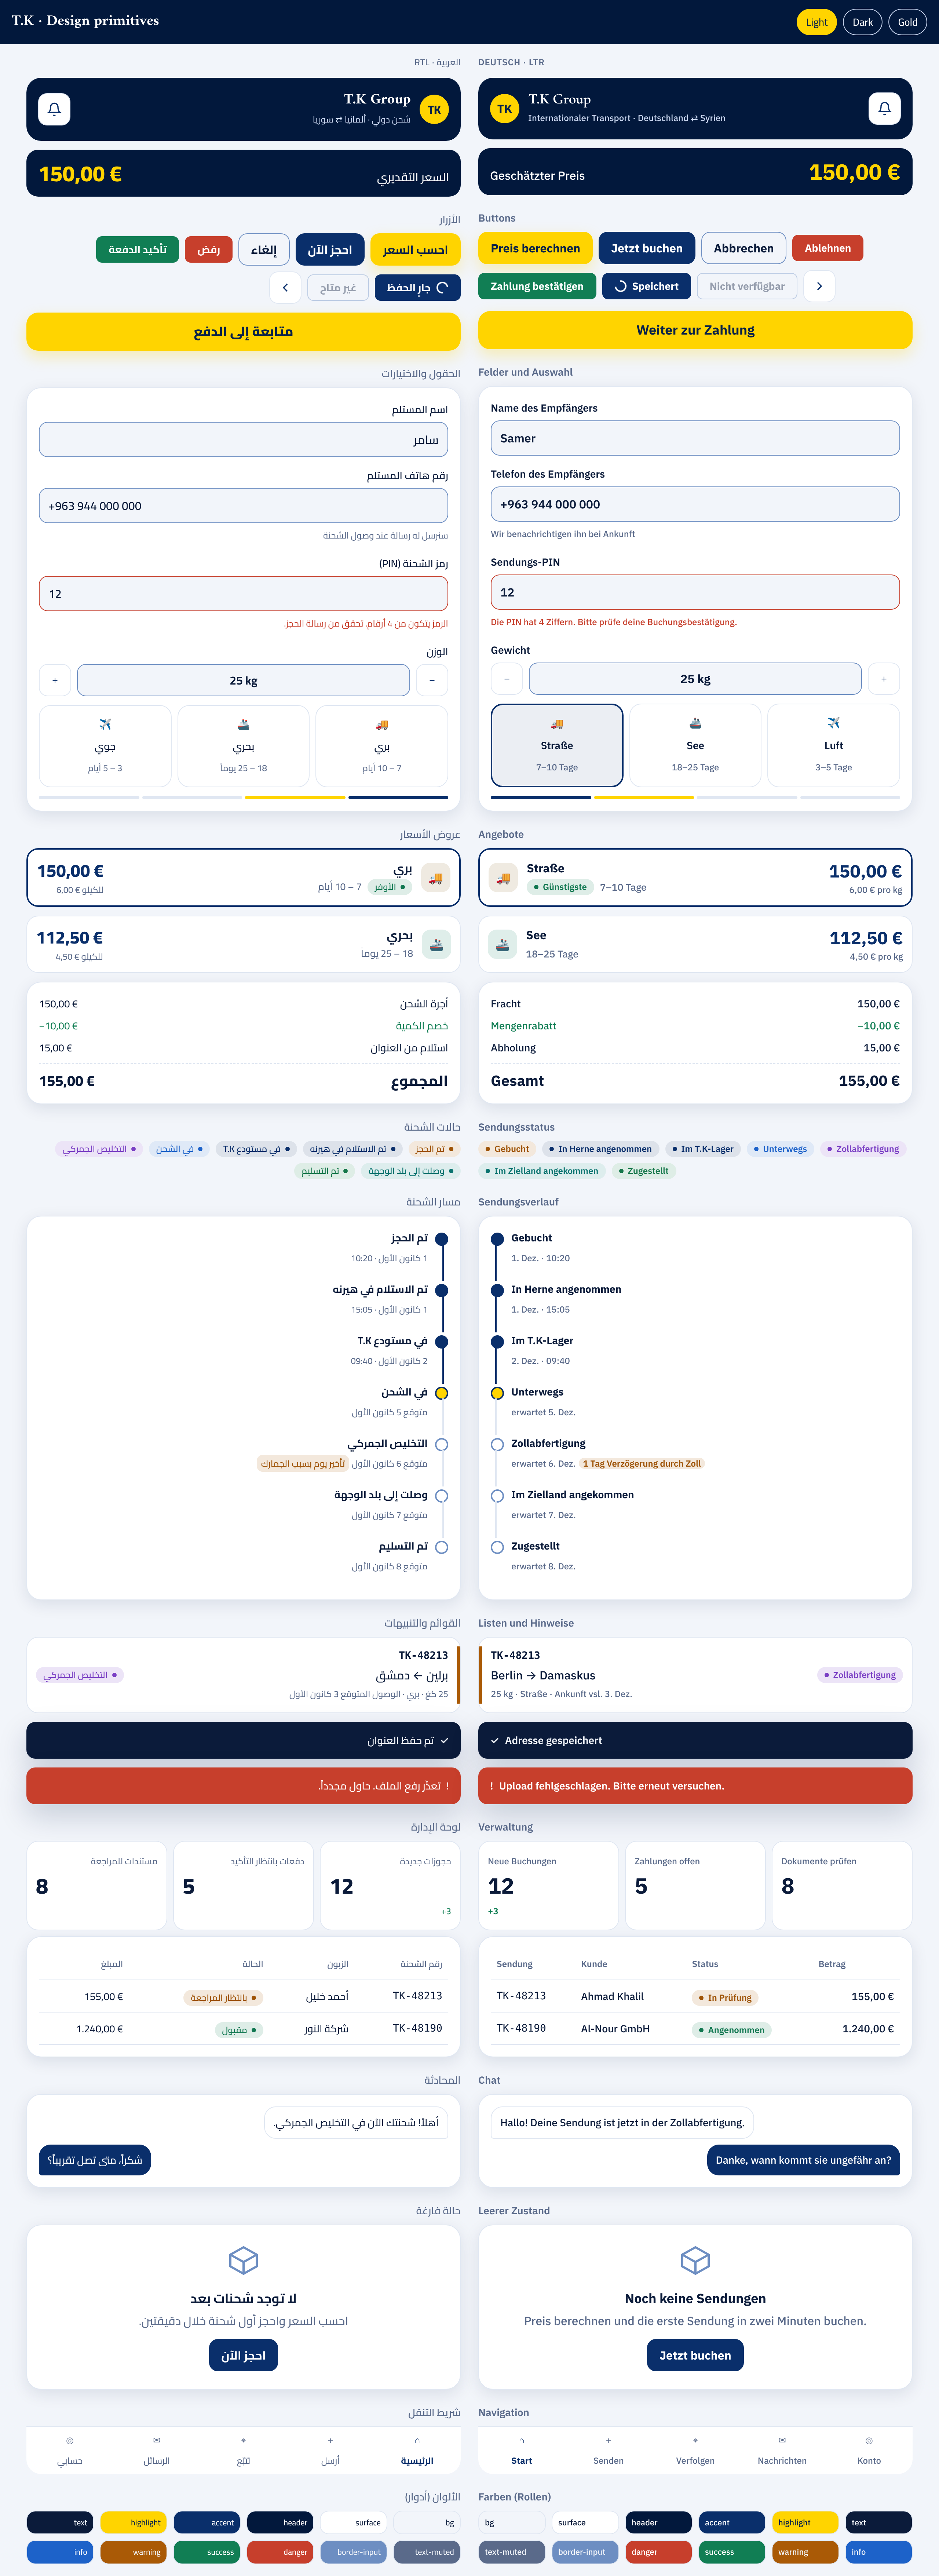 T.K · Design primitives
Light
Dark
Gold
العربية · RTL
T.K Group
TK
شحن دولي · ألمانيا ⇄ سوريا
السعر التقديري
150,00 €
الأزرار
احسب السعر
احجز الآن
إلغاء
رفض
تأكيد الدفعة
جارٍ الحفظ
غير متاح
متابعة إلى الدفع
الحقول والاختيارات
اسم المستلم
سامر
رقم هاتف المستلم
+963 944 000 000
سنرسل له رسالة عند وصول الشحنة
رمز الشحنة (PIN)
12
الرمز يتكون من 4 أرقام. تحقق من رسالة الحجز.
الوزن
−
25 kg
+
بري
7 – 10 أيام
بحري
18 – 25 يوماً
جوي
3 – 5 أيام
عروض الأسعار
بري
الأوفر
7 – 10 أيام
150,00 €
للكيلو 6,00 €
بحري
18 – 25 يوماً
112,50 €
للكيلو 4,50 €
أجرة الشحن 150,00 €
خصم الكمية −10,00 €
استلام من العنوان 15,00 €
المجموع 155,00 €
حالات الشحنة
تم الحجز
تم الاستلام في هيرنه
في مستودع T.K
في الشحن
التخليص الجمركي
وصلت إلى بلد الوجهة
تم التسليم
مسار الشحنة
تم الحجز
1 كانون الأول · 10:20
تم الاستلام في هيرنه
1 كانون الأول · 15:05
في مستودع T.K
2 كانون الأول · 09:40
في الشحن
متوقع 5 كانون الأول
التخليص الجمركي
متوقع 6 كانون الأول تأخير يوم بسبب الجمارك
وصلت إلى بلد الوجهة
متوقع 7 كانون الأول
تم التسليم
متوقع 8 كانون الأول
القوائم والتنبيهات
TK-48213
برلين ← دمشق
25 كغ · بري · الوصول المتوقع 3 كانون الأول
التخليص الجمركي
✓ تم حفظ العنوان
! تعذّر رفع الملف. حاول مجدداً.
لوحة الإدارة
حجوزات جديدة
12
+3
دفعات بانتظار التأكيد
5
مستندات للمراجعة
8
رقم الشحنة الزبون الحالة المبلغ
TK-48213 أحمد خليل بانتظار المراجعة 155,00 €
TK-48190 شركة النور مقبول 1.240,00 €
المحادثة
أهلاً! شحنتك الآن في التخليص الجمركي.
شكراً، متى تصل تقريباً؟
حالة فارغة
لا توجد شحنات بعد
احسب السعر واحجز أول شحنة خلال دقيقتين.
احجز الآن
شريط التنقل
الرئيسية
أرسل
تتبّع
الرسائل
حسابي
الألوان (أدوار)
bg
surface
header
accent
highlight
text
text-muted
border-input
danger
success
warning
info
DEUTSCH · LTR
TK
T.K Group
Internationaler Transport · Deutschland ⇄ Syrien
Geschätzter Preis
150,00 €
Buttons
Preis berechnen
Jetzt buchen
Abbrechen
Ablehnen
Zahlung bestätigen
Speichert
Nicht verfügbar
Weiter zur Zahlung
Felder und Auswahl
Name des Empfängers
Samer
Telefon des Empfängers
+963 944 000 000
Wir benachrichtigen ihn bei Ankunft
Sendungs-PIN
12
Die PIN hat 4 Ziffern. Bitte prüfe deine Buchungsbestätigung.
Gewicht
−
25 kg
+
Straße
7–10 Tage
See
18–25 Tage
Luft
3–5 Tage
Angebote
Straße
Günstigste
7–10 Tage
150,00 €
6,00 € pro kg
See
18–25 Tage
112,50 €
4,50 € pro kg
Fracht 150,00 €
Mengenrabatt −10,00 €
Abholung 15,00 €
Gesamt 155,00 €
Sendungsstatus
Gebucht
In Herne angenommen
Im T.K-Lager
Unterwegs
Zollabfertigung
Im Zielland angekommen
Zugestellt
Sendungsverlauf
Gebucht
1. Dez. · 10:20
In Herne angenommen
1. Dez. · 15:05
Im T.K-Lager
2. Dez. · 09:40
Unterwegs
erwartet 5. Dez.
Zollabfertigung
erwartet 6. Dez. 1 Tag Verzögerung durch Zoll
Im Zielland angekommen
erwartet 7. Dez.
Zugestellt
erwartet 8. Dez.
Listen und Hinweise
TK-48213
Berlin → Damaskus
25 kg · Straße · Ankunft vsl. 3. Dez.
Zollabfertigung
✓ Adresse gespeichert
! Upload fehlgeschlagen. Bitte erneut versuchen.
Verwaltung
Neue Buchungen
12
+3
Zahlungen offen
5
Dokumente prüfen
8
Sendung Kunde Status Betrag
TK-48213 Ahmad Khalil In Prüfung 155,00 €
TK-48190 Al-Nour GmbH Angenommen 1.240,00 €
Chat
Hallo! Deine Sendung ist jetzt in der Zollabfertigung.
Danke, wann kommt sie ungefähr an?
Leerer Zustand
Noch keine Sendungen
Preis berechnen und die erste Sendung in zwei Minuten buchen.
Jetzt buchen
Navigation
Start
Senden
Verfolgen
Nachrichten
Konto
Farben (Rollen)
bg
surface
header
accent
highlight
text
text-muted
border-input
danger
success
warning
info